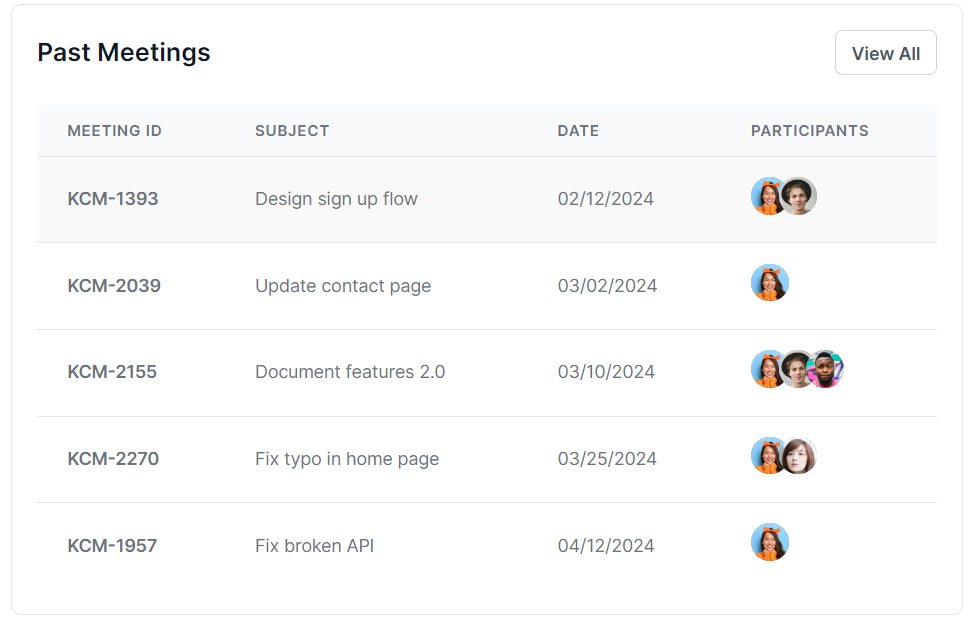 Past Meetings
View All
MEETING ID SUBJECT DATE PARTICIPANTS
KCM-1393 Design sign up flow 02/12/2024
KCM-2039 Update contact page 03/02/2024
KCM-2155 Document features 2.0 03/10/2024
KCM-2270 Fix typo in home page 03/25/2024
KCM-1957 Fix broken API 04/12/2024